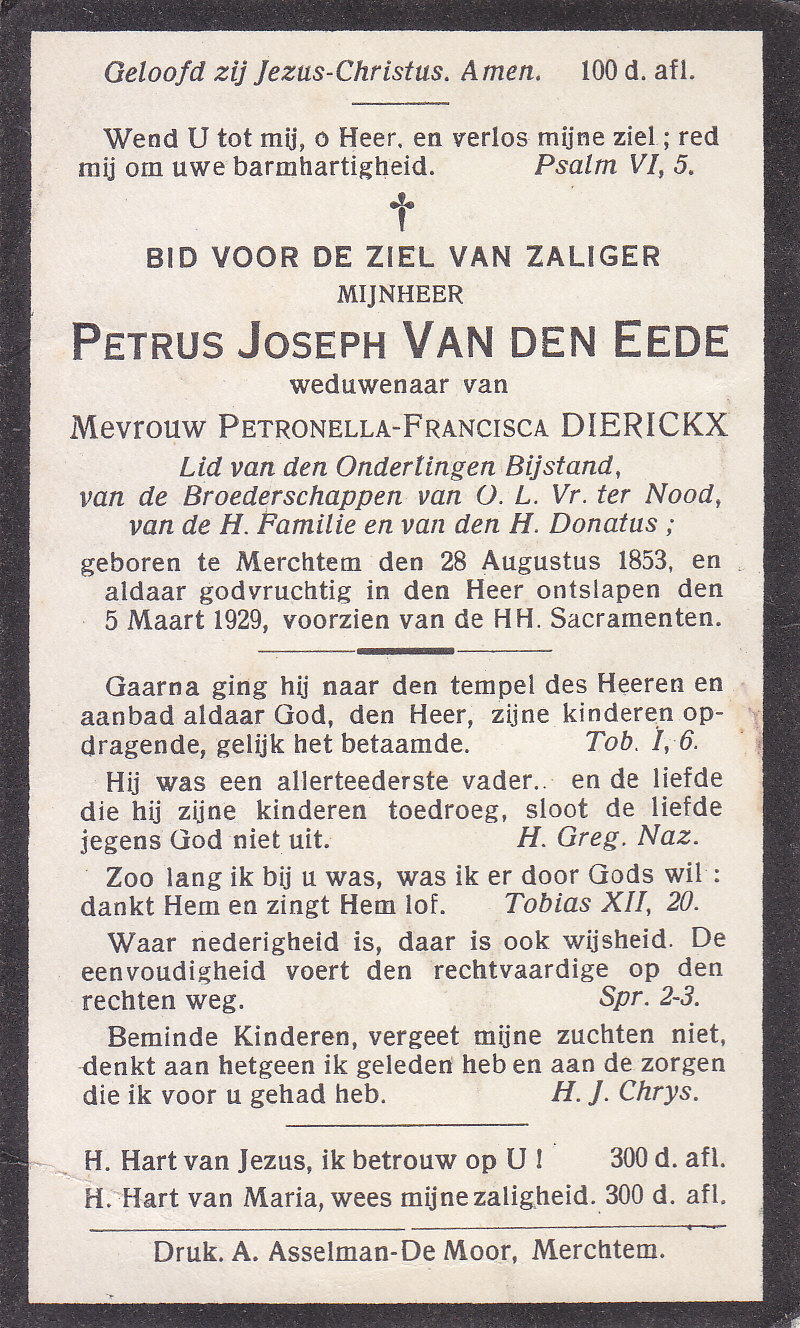 Geloofd zij Jezus-Christus. Amen. 100 d. afl.
Wend U tot mij, o Heer, en verlos mijne ziel ; red
mij om uwe barmhartigheid. Psalm VI, 5.
BID VOOR DE ZIEL VAN ZALIGER
MIJNHEER
PETRUS JOSEPH VAN DEN EEDE
weduwenaar van
Mevrouw PETRONELLA-FRANCISCA DIERICKX
Lid van den Onderlingen Bijstand,
van de Broederschappen van O. L. Vr. ter Nood,
van de H. Familie en van den H. Donatus ;
geboren te Merchtem den 28 Augustus 1853, en
aldaar godvruchtig in den Heer ontslapen den
5 Maart 1929, voorzien van de HH. Sacramenten.
Gaarna ging hij naar den tempel des Heeren en
aanbad aldaar God, den Heer, zijne kinderen op-
dragende, gelijk het betaamde. Tob. I, 6.
Hij was een allerteederste vader.. en de liefde
die hij zijne kinderen toedroeg, sloot de liefde
jegens God niet uit. H. Greg. Naz.
Zoo lang ik bij u was, was ik er door Gods wil :
dankt Hem en zingt Hem lof. Tobias XII, 20.
Waar nederigheid is, daar is ook wijsheid. De
eenvoudigheid voert den rechtvaardige op den
rechten weg. Spr. 2-3.
Beminde Kinderen, vergeet mijne zuchten niet,
denkt aan hetgeen ik geleden heb en aan de zorgen
die ik voor u gehad heb. H. J. Chrys.
H. Hart van Jezus, ik betrouw op U ! 300 d. afl.
H. Hart van Maria, wees mijne zaligheid. 300 d. afl.
Druk. A. Asselman-De Moor, Merchtem.